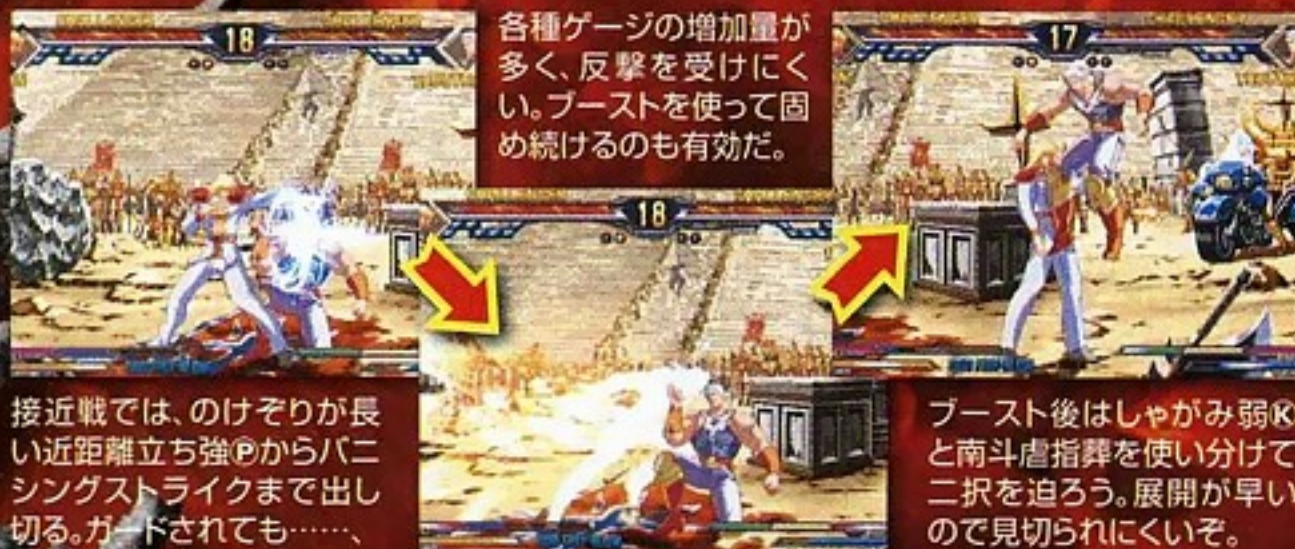 18
各種ゲージの増加量が
多く、反撃を受けにく
い。ブーストを使って固
め続けるのも有効だ。
17
18
接近戦では、のけぞりが長
い近距離立ち強Ⓟからバニ
シングストライクまで出し
切る。ガードされても……、
ブースト後はしゃがみ弱Ⓚ
と南斗虐指葬を使い分けて
二択を迫ろう。展開が早い
ので見切られにくいぞ。